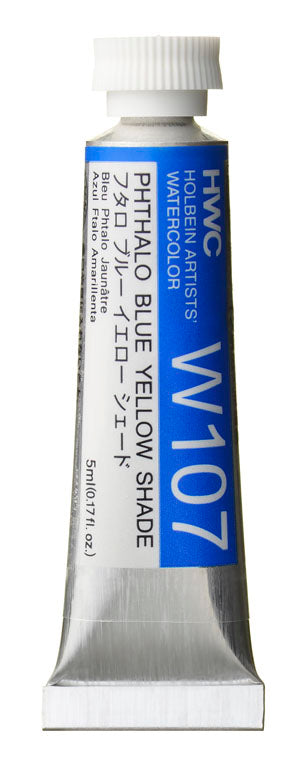 HWC
HOLBEIN ARTISTS'
WATERCOLOR
W107
PHTHALO BLUE YELLOW SHADE
フタロ ブルー イエロー シェード
Bleu Phtalo Jaunâtre
Azul Ftalo Amarillenta
5ml(0.17fl. oz.)